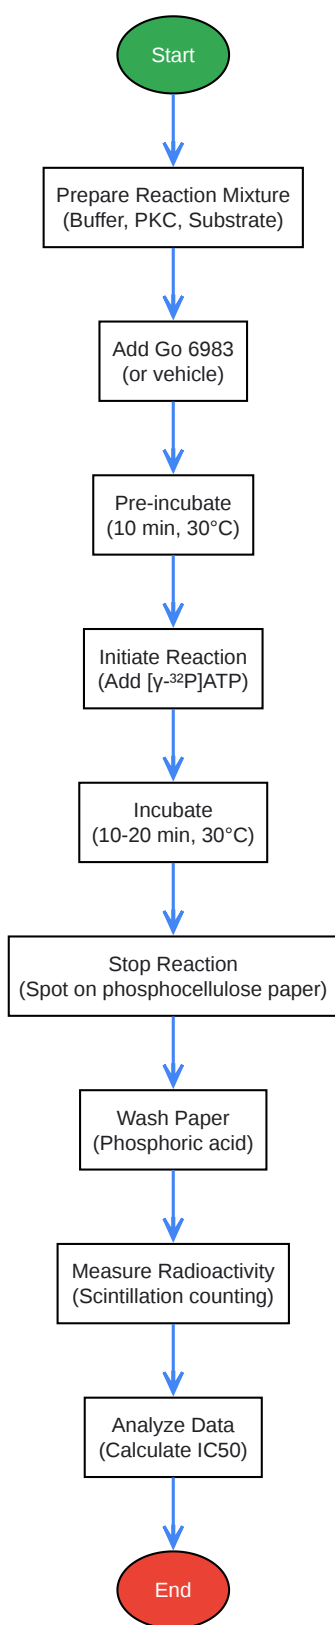 Start
Prepare Reaction Mixture
(Buffer, PKC, Substrate)
Add Go 6983
(or vehicle)
Pre-incubate
(10 min, 30°C)
Initiate Reaction
(Add [γ-³²P]ATP)
Incubate
(10-20 min, 30°C)
Stop Reaction
(Spot on phosphocellulose paper)
Wash Paper
(Phosphoric acid)
Measure Radioactivity
(Scintillation counting)
Analyze Data
(Calculate IC50)
End